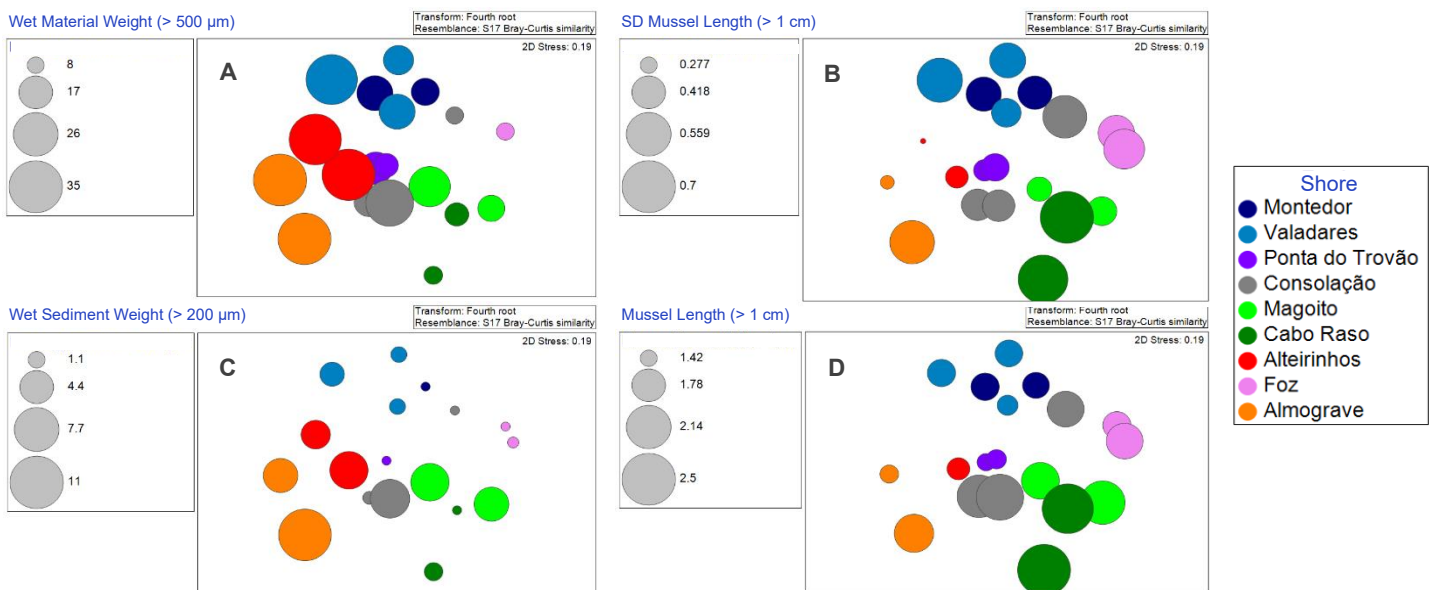 Wet Material Weight (> 500 µm)
Transform: Fourth root
Resemblance: S17 Bray-Curtis similarity
2D Stress: 0.19
A
8
17
26
35
SD Mussel Length (> 1 cm)
Transform: Fourth root
Resemblance: S17 Bray-Curtis similarity
2D Stress: 0.19
B
0.277
0.418
0.559
0.7
Wet Sediment Weight (> 200 µm)
Transform: Fourth root
Resemblance: S17 Bray-Curtis similarity
2D Stress: 0.19
C
1.1
4.4
7.7
11
Mussel Length (> 1 cm)
Transform: Fourth root
Resemblance: S17 Bray-Curtis similarity
2D Stress: 0.19
D
1.42
1.78
2.14
2.5
Shore
Montedor
Valadares
Ponta do Trovão
Consolação
Magoito
Cabo Raso
Alteirinhos
Foz
Almograve